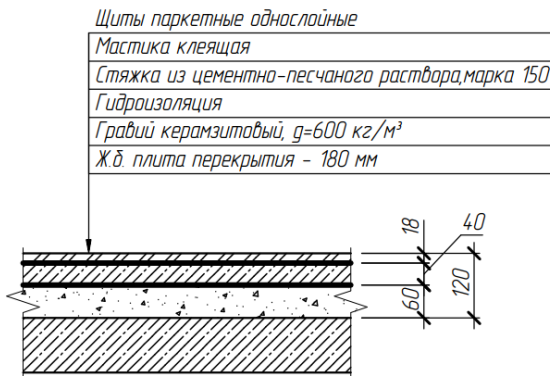 Щиты паркетные однослойные
Мастика клеящая
Стяжка из цементно-песчаного раствора,марка 150
Гидроизоляция
Гравий керамзитовый, g=600 кг/м³
Ж.б. плита перекрытия - 180 мм
18
40
60
120